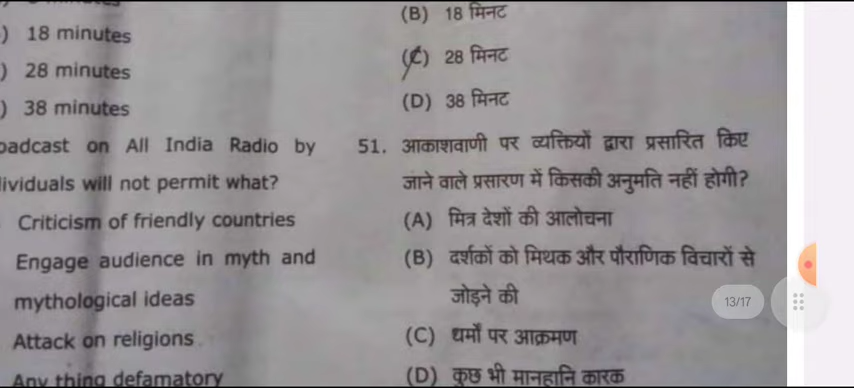 ) 18 minutes
) 28 minutes
) 38 minutes
on All India Radio by
will not permit what?
Criticism of friendly countries
Engage audience in myth and
mythological ideas
Attack on religions
Any thing defamatory
(B) 18 मिनट
(C) 28 मिनट
(D) 38 मिनट
51. आकाशवाणी पर व्यक्तियों द्वारा प्रसारित किए
जाने वाले प्रसारण में किसकी अनुमति नहीं होगी?
(A) मित्र देशों की आलोचना
(B) दर्शकों को मिथक और पौराणिक विचारों से
जोड़ने की
(C) धर्मों पर आक्रमण
(D) कुछ भी मानहानि कारक
13/17